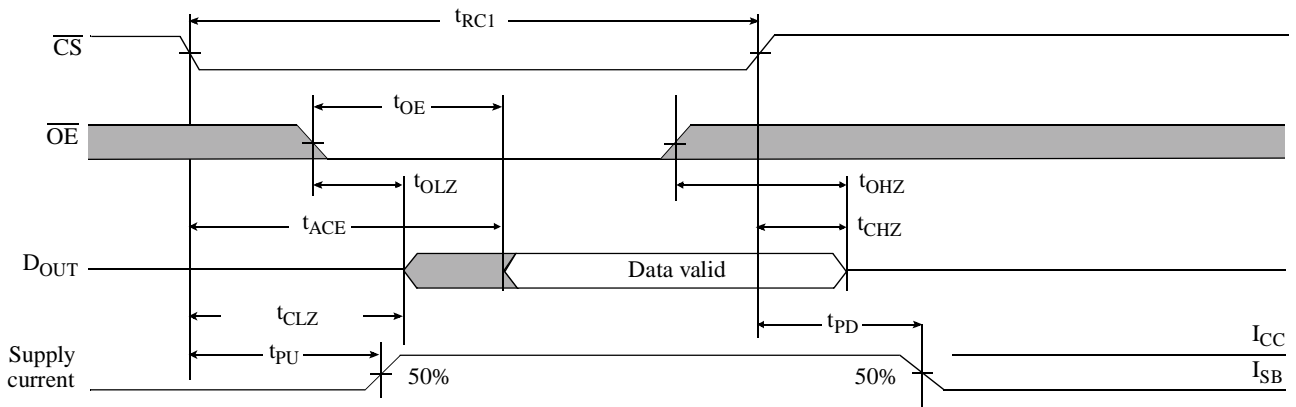 tRC1
CS
tOE
OE
tOLZ
tOHZ
tACE
tCHZ
DOUT
Data valid
tCLZ
tPD
tPU
ICC
Supply
current
50%
50%
ISB